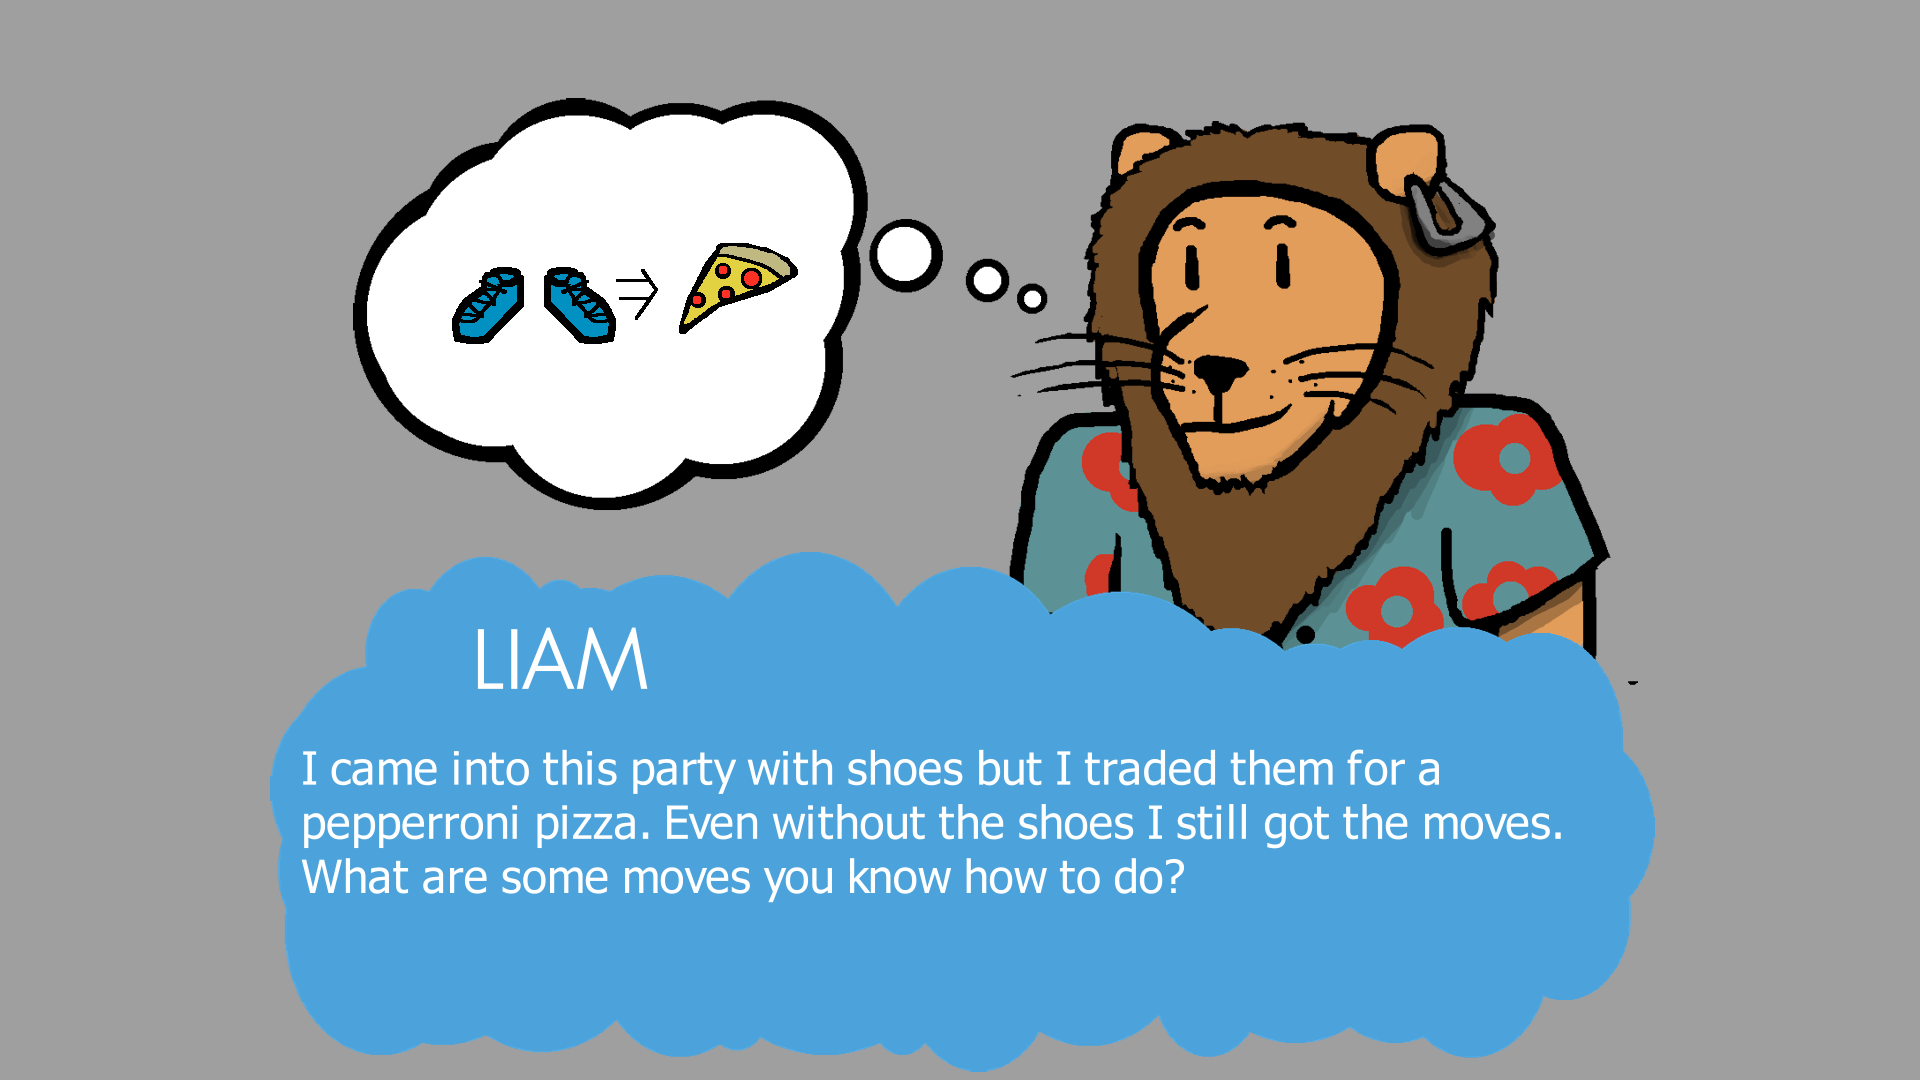 LIAM
I came into this party with shoes but I traded them for a
pepperroni pizza. Even without the shoes I still got the moves.
What are some moves you know how to do?